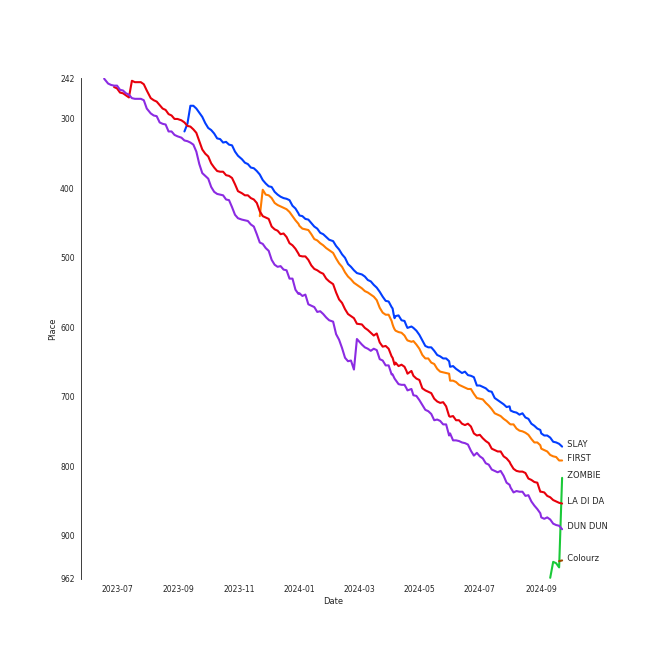 242
300
400
500
600
700
800
900
962
Place
2023-07
2023-09
2023-11
2024-01
2024-03
2024-05
2024-07
2024-09
Date
SLAY
FIRST
ZOMBIE
LA DI DA
DUN DUN
Colourz